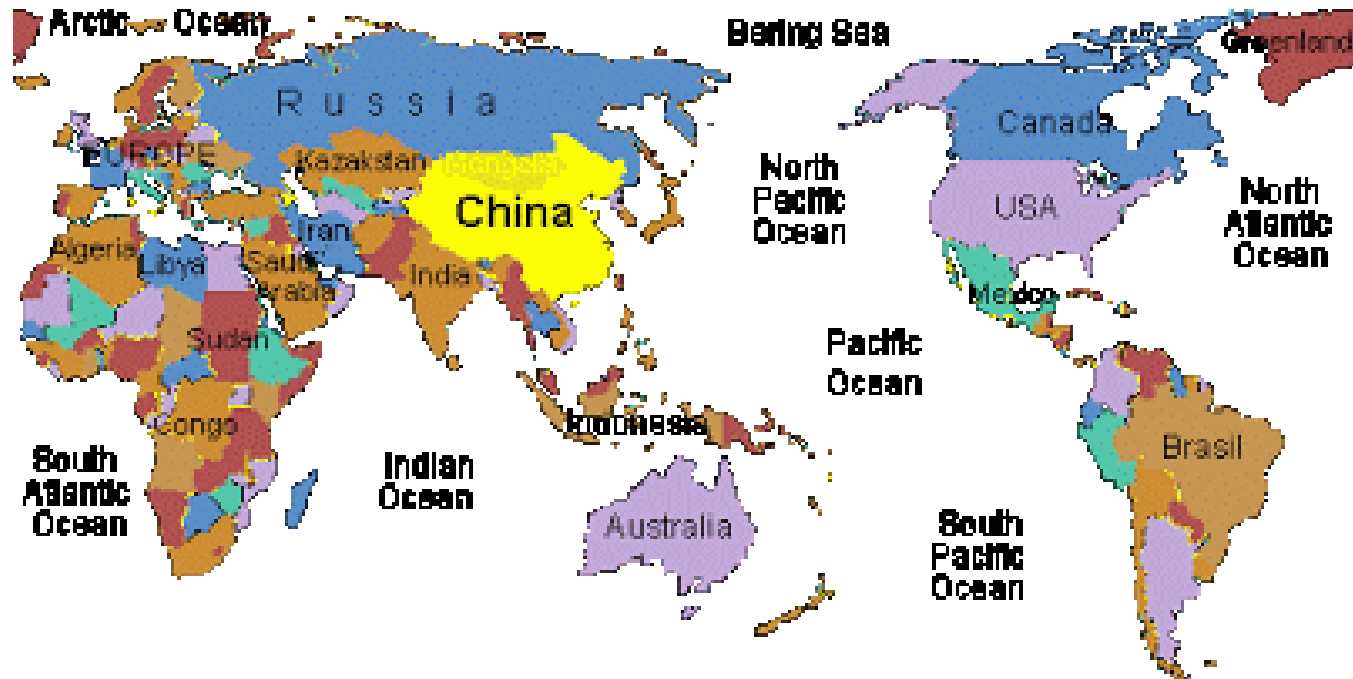 Arctic Ocean
Bering Sea
Greenland
Russia
Canada
EUROPE
Kazakstan
Mongolia
North
Pacific
Ocean
China
USA
North
Atlantic
Ocean
Algeria
Libya
Iran
Saudi
Arabia
India
Mexico
Sudan
Pacific
Ocean
Congo
Indonesia
Brasil
South
Atlantic
Ocean
Indian
Ocean
Australia
South
Pacific
Ocean